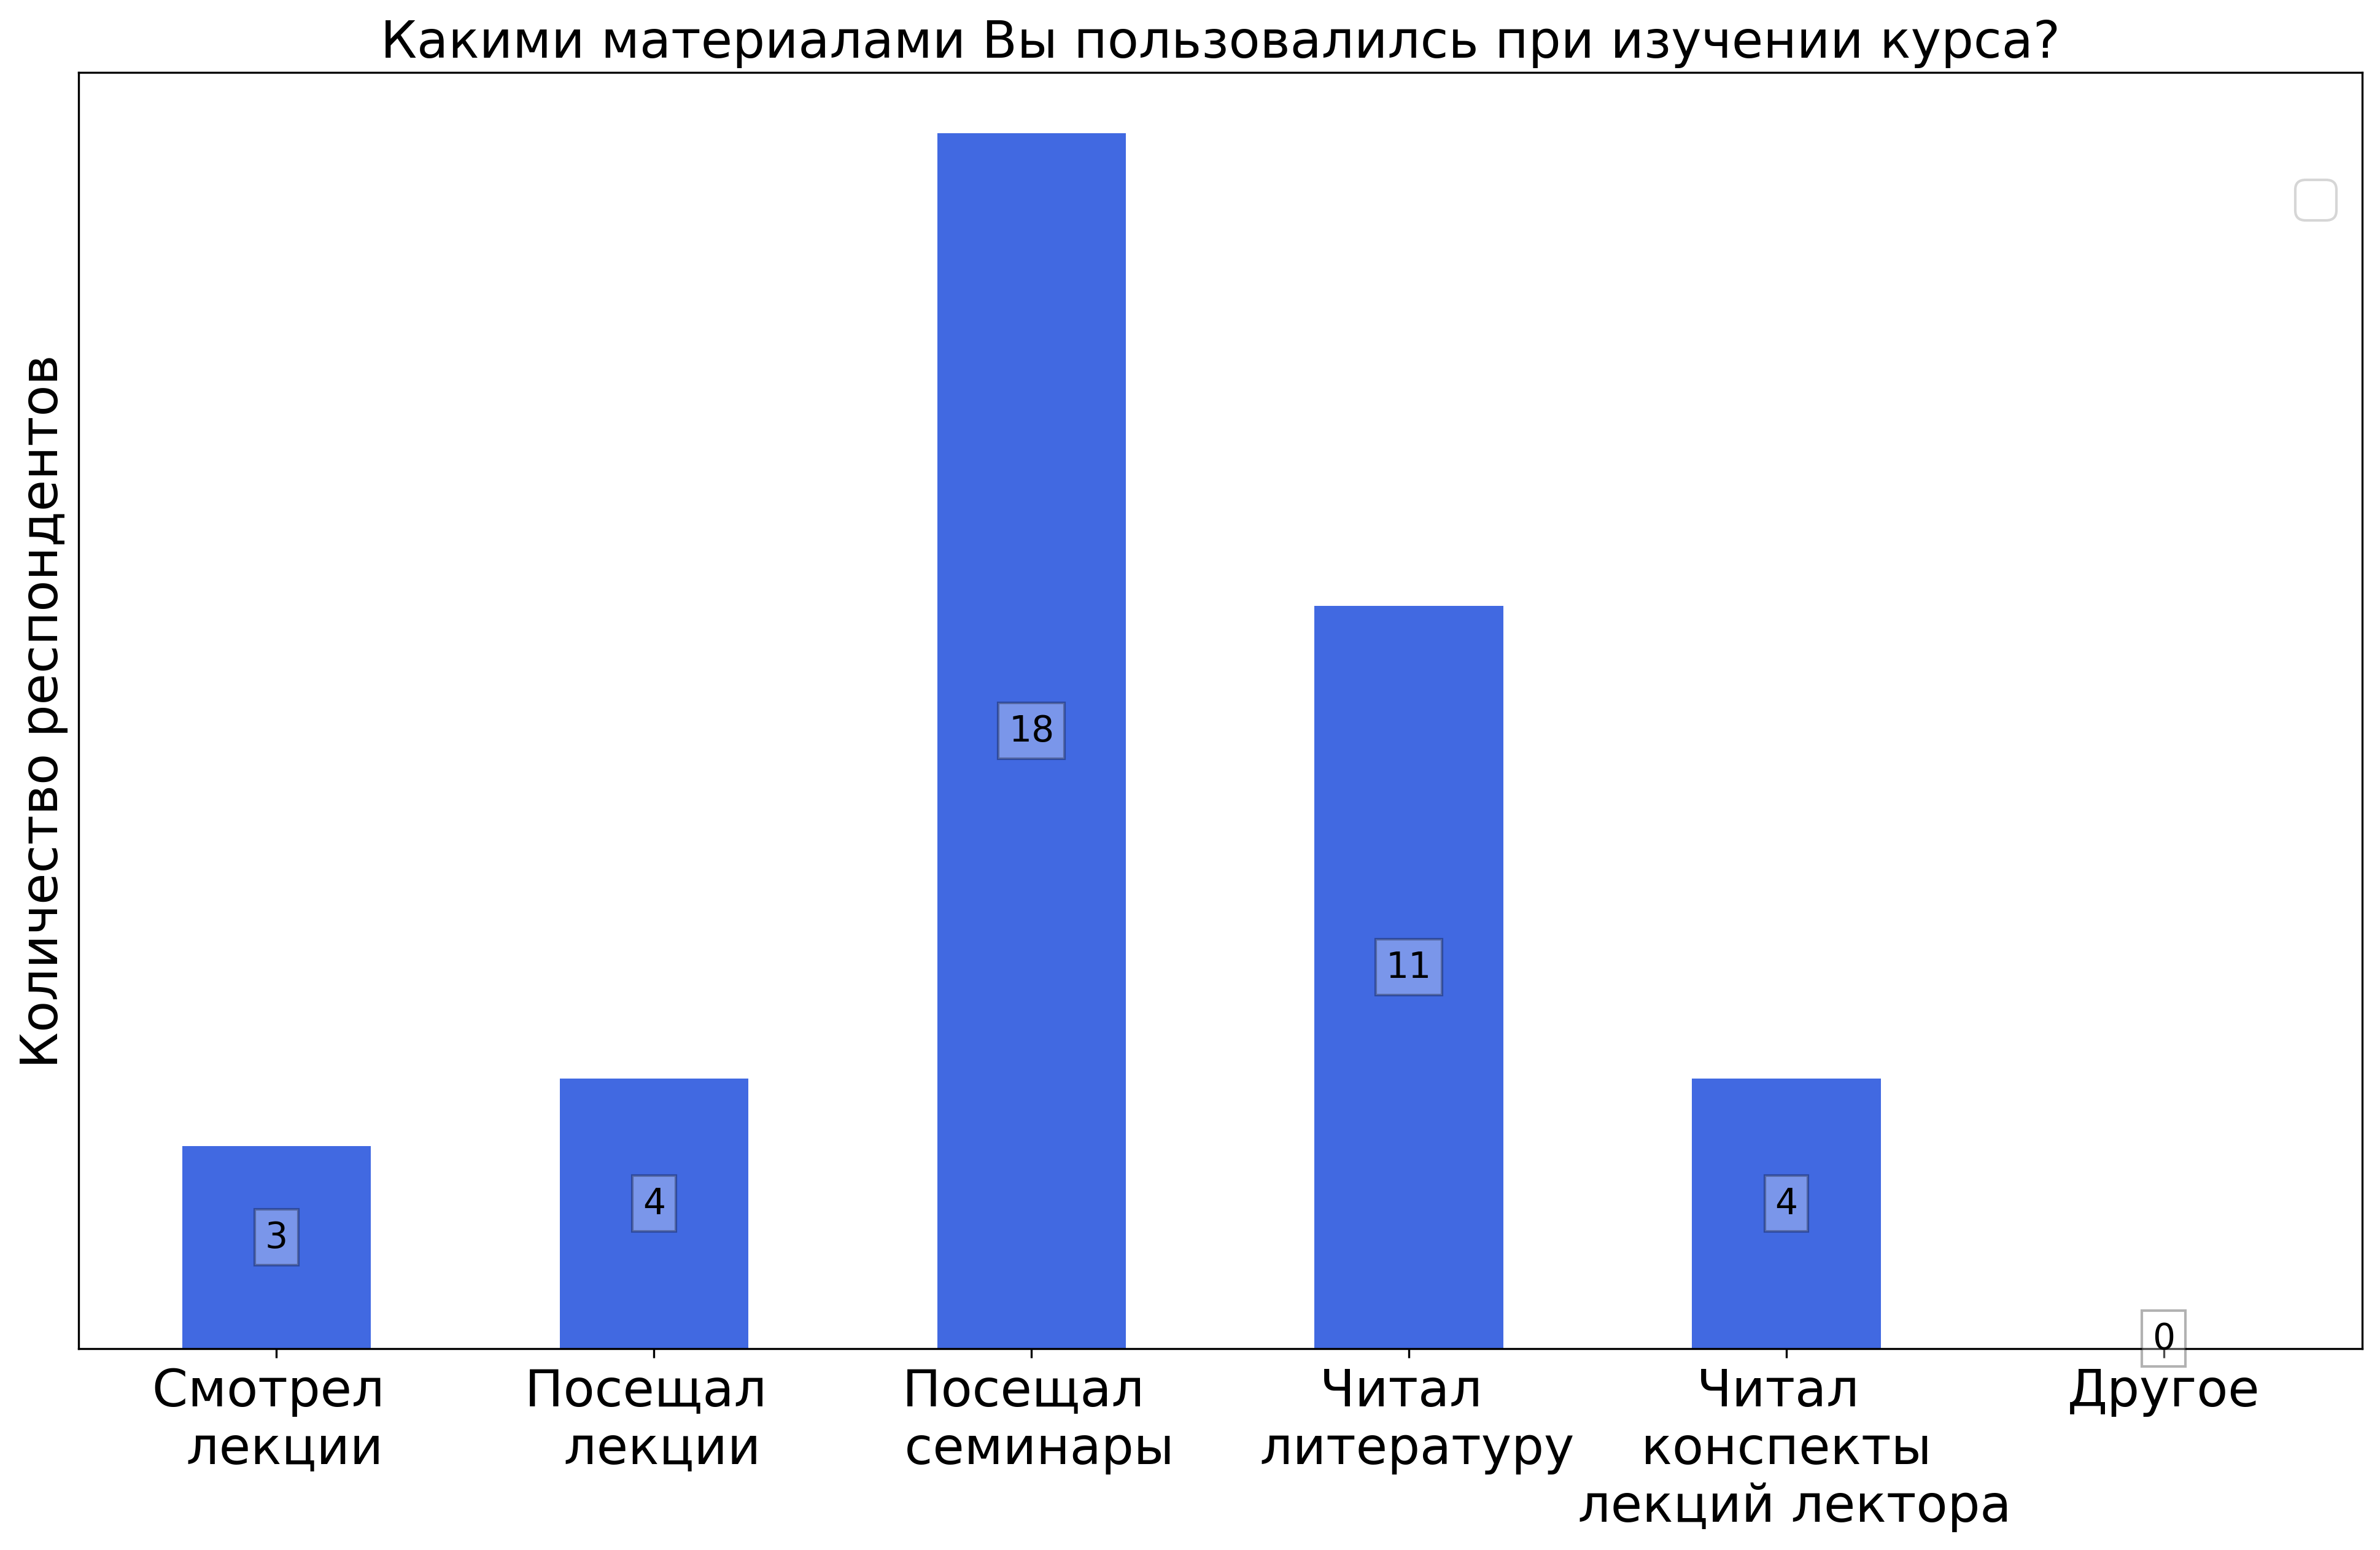 Какими материалами Вы пользовалилсь при изучении курса?
Количество респондентов
18
11
4
4
3
0
Смотрел
лекции
Посещал
лекции
Посещал
семинары
Читал
литературу
Читал
конспекты
лекций лектора
Другое